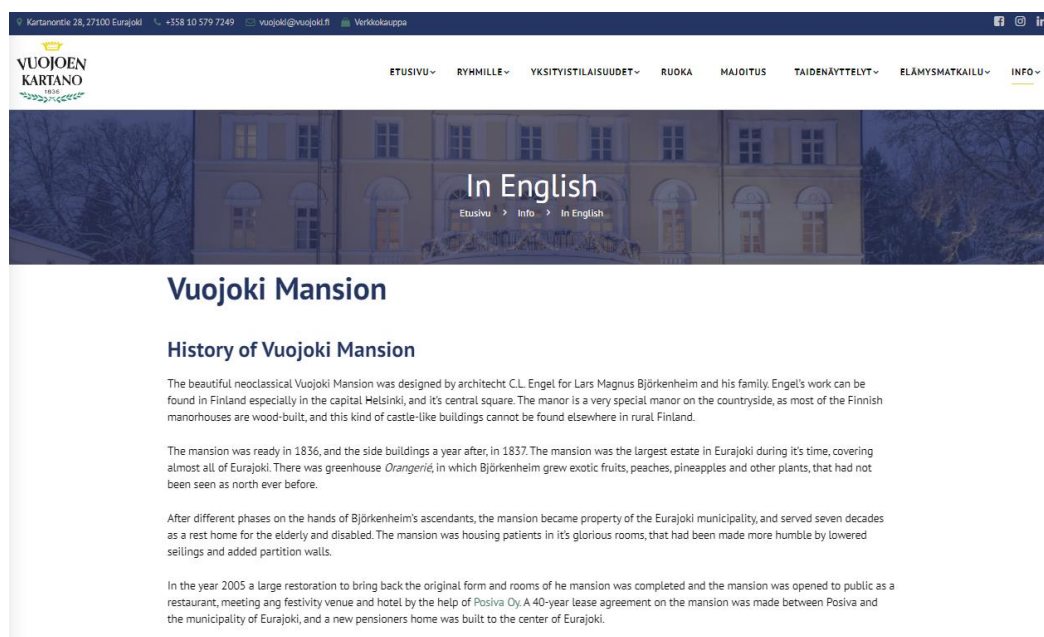 Kartanontie 28, 27100 Eurajoki +358 10 579 7249 vuojoki@vuojoki.fi Verkkokauppa
VUOJOEN
KARTANO
1836
ETUSIVU RYHMILLE YKSITYISTILAISUUDET RUOKA MAJOITUS TAIDENÄYTTELYT ELÄMYSMATKAILU INFO
In English
Etusivu > Info > In English
Vuojoki Mansion
History of Vuojoki Mansion
The beautiful neoclassical Vuojoki Mansion was designed by architecht C.L. Engel for Lars Magnus Björkenheim and his family. Engel's work can be
found in Finland especially in the capital Helsinki, and it's central square. The manor is a very special manor on the countryside, as most of the Finnish
manorhouses are wood-built, and this kind of castle-like buildings cannot be found elsewhere in rural Finland.
The mansion was ready in 1836, and the side buildings a year after, in 1837. The mansion was the largest estate in Eurajoki during it's time, covering
almost all of Eurajoki. There was greenhouse Orangerié, in which Björkenheim grew exotic fruits, peaches, pineapples and other plants, that had not
been seen as north ever before.
After different phases on the hands of Björkenheim's ascendants, the mansion became property of the Eurajoki municipality, and served seven decades
as a rest home for the elderly and disabled. The mansion was housing patients in it's glorious rooms, that had been made more humble by lowered
seilings and added partition walls.
In the year 2005 a large restoration to bring back the original form and rooms of he mansion was completed and the mansion was opened to public as a
restaurant, meeting ang festivity venue and hotel by the help of Posiva Oy. A 40-year lease agreement on the mansion was made between Posiva and
the municipality of Eurajoki, and a new pensioners home was built to the center of Eurajoki.